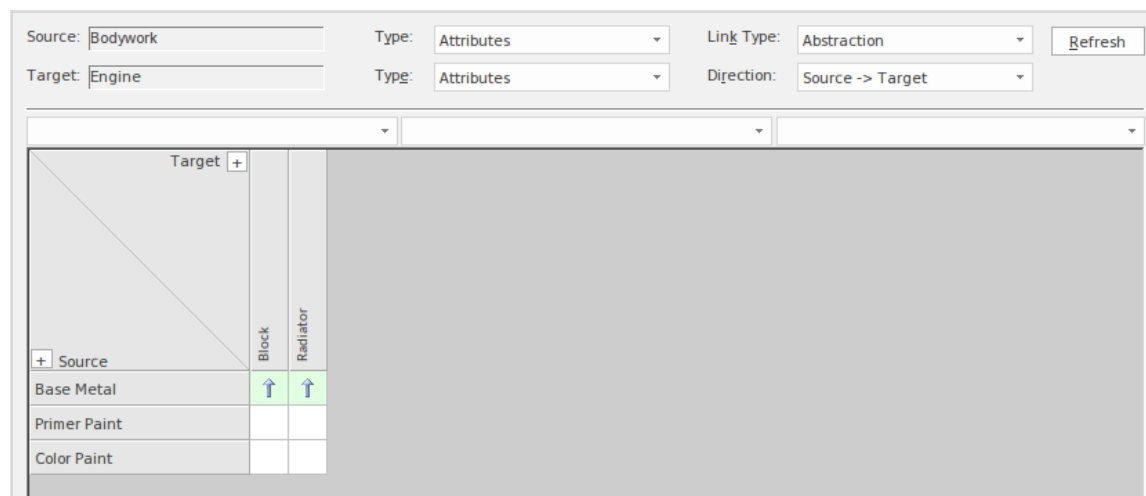 Source: Bodywork Type: Attributes Link Type: Abstraction Refresh
Target: Engine Type: Attributes Direction: Source -> Target
Target +
Block
Radiator
+ Source
Base Metal
Primer Paint
Color Paint